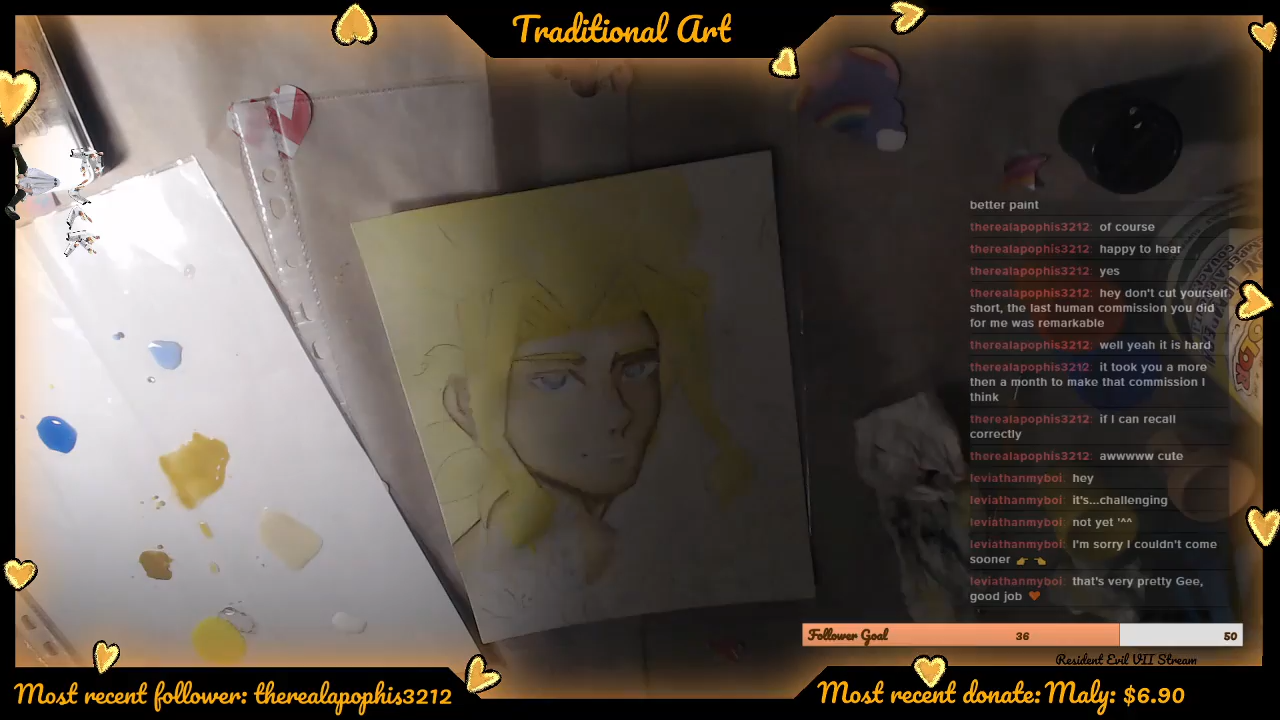 Traditional Art
better paint
therealapophis3212: of course
therealapophis3212: happy to hear
therealapophis3212: yes
therealapophis3212: hey don't cut yourself
short, the last human commission you did
for me was remarkable
therealapophis3212: well yeah it is hard
therealapophis3212: it took you a more
then a month to make that commission I
think
therealapophis3212: if I can recall
correctly
therealapophis3212: awwwww cute
leviathanmyboi: hey
leviathanmyboi: it's...challenging
leviathanmyboi: not yet '^^
leviathanmyboi: I'm sorry I couldn't come
sooner 👉 👈
leviathanmyboi: that's very pretty Gee,
good job 🧡
Follower Goal 36 50
Resident Evil VII Stream
Most recent follower: therealapophis3212
Most recent donate: Maly: $6.90